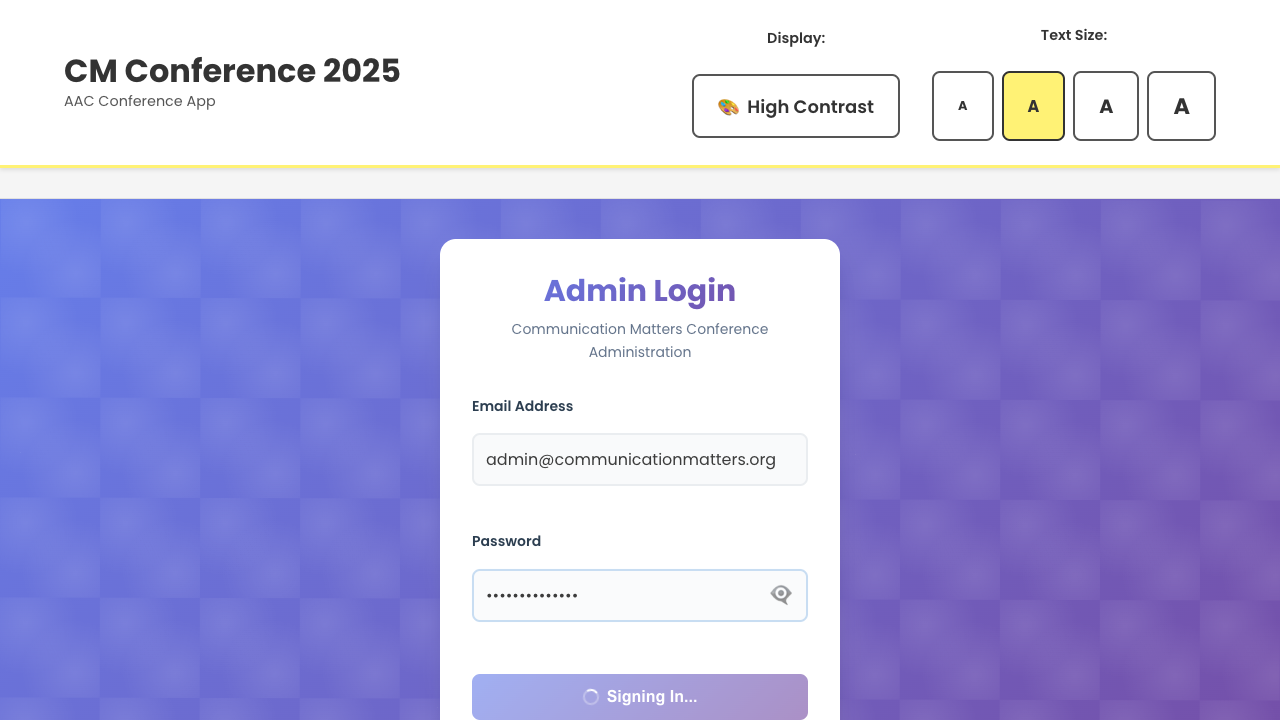 CM Conference 2025
AAC Conference App
Display:
🎨 High Contrast
Text Size:
A
A
A
A
Admin Login
Communication Matters Conference
Administration
Email Address
admin@communicationmatters.org
Password
••••••••••••••
Signing In...